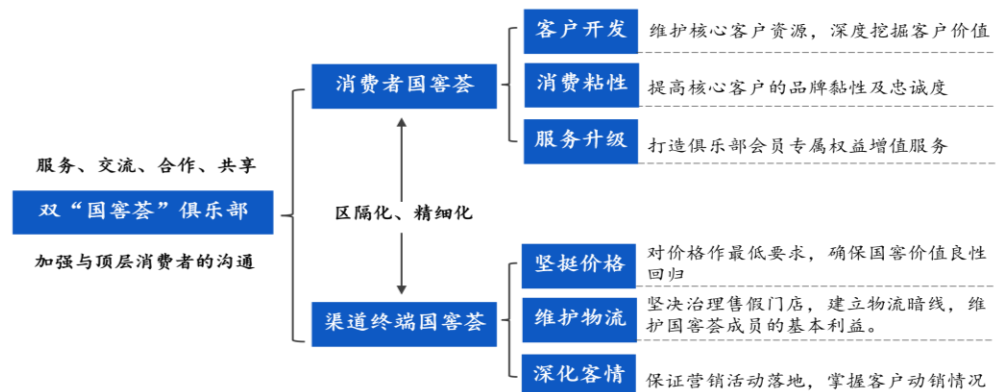 客户开发
维护核心客户资源，深度挖掘客户价值
消费者国窖荟
消费粘性
提高核心客户的品牌黏性及忠诚度
服务升级
打造俱乐部会员专属权益增值服务
服务、交流、合作、共享
双“国窖荟”俱乐部
加强与顶层消费者的沟通
区隔化、精细化
坚挺价格
对价格作最低要求，确保国窖价值良性
回归
渠道终端国窖荟
维护物流
坚决治理售假门店，建立物流暗线，维
护国窖荟成员的基本利益。
深化客情
保证营销活动落地，掌握客户动销情况